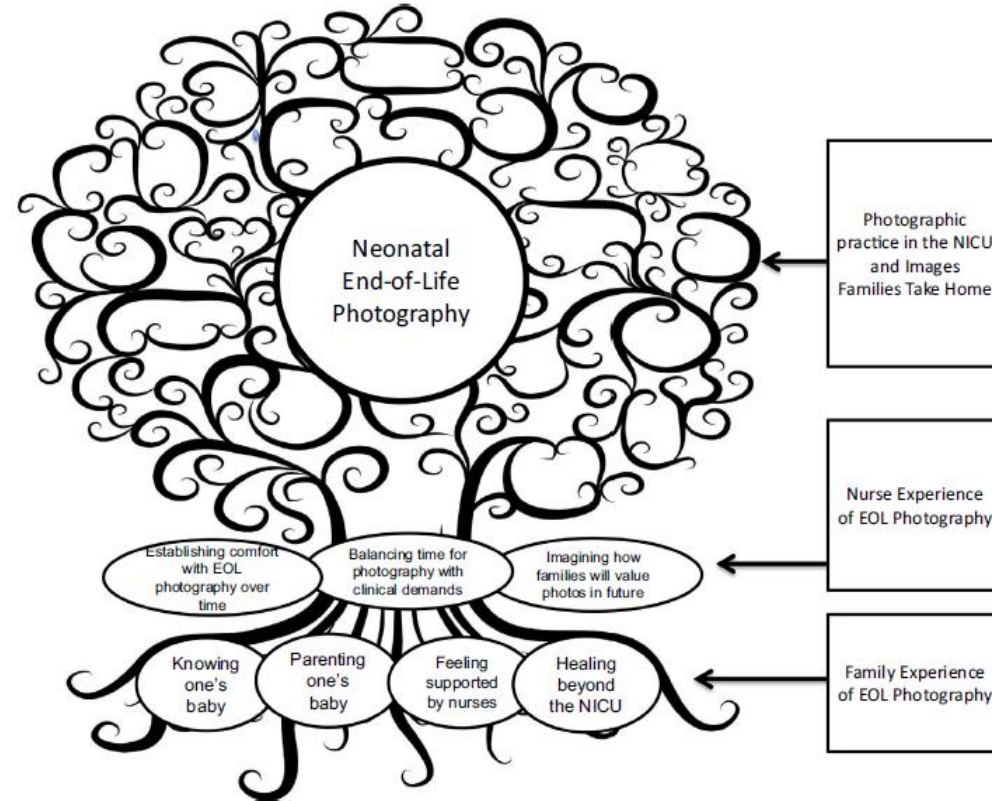 Neonatal
End-of-Life
Photography
Photographic
practice in the NICU
and Images
Families Take Home
Nurse Experience
of EOL Photography
Establishing comfort
with EOL
photography over
time
Balancing time for
photography with
clinical demands
Imagining how
families will value
photos in future
Family Experience
of EOL Photography
Knowing
one's
baby
Parenting
one's
baby
Feeling
supported
by nurses
Healing
beyond
the NICU